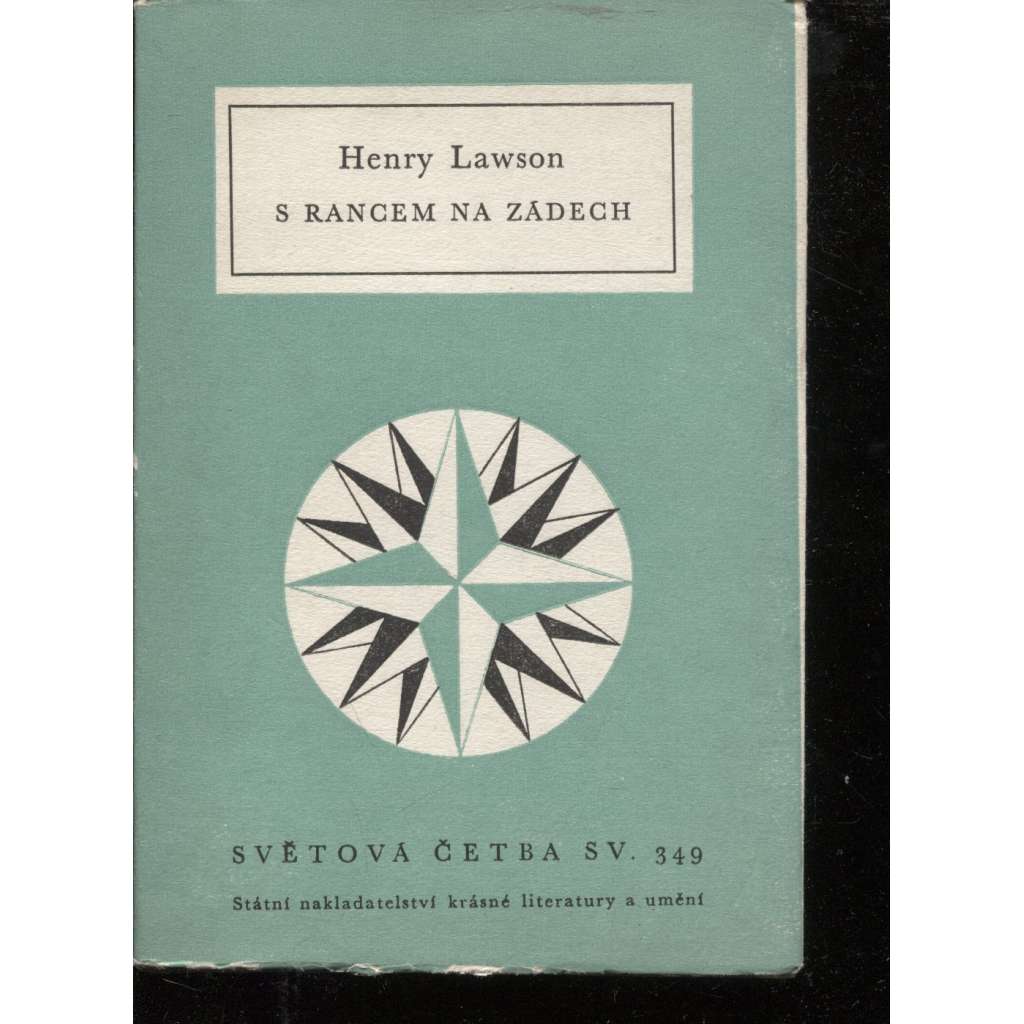 Henry Lawson
S RANCEM NA ZÁDECH
SVĚTOVÁ ČETBA SV. 349
Státní nakladatelství krásné literatury a umění